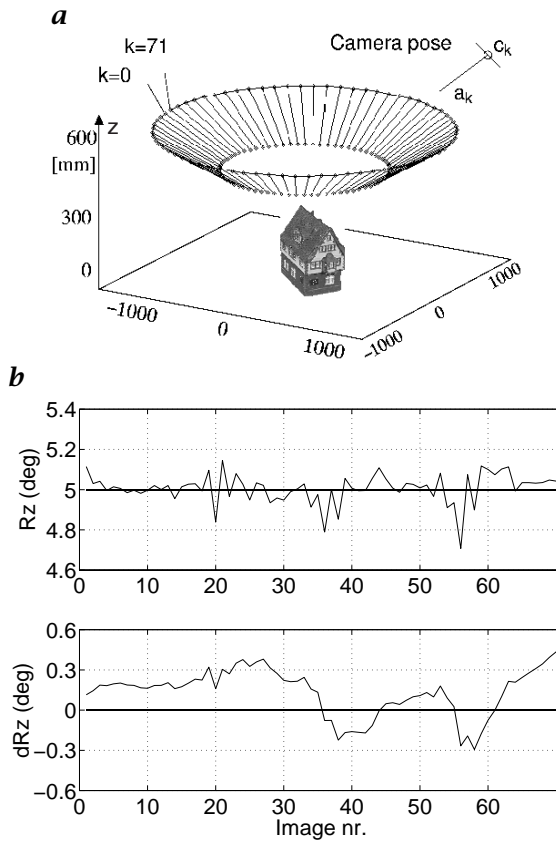 a
k=71
k=0
Camera pose
c_k
a_k
z
600
[mm]
300
0
−1000
0
1000
−1000
0
1000
b
5.4
5.2
5
4.8
4.6
Rz (deg)
0 10 20 30 40 50 60
0.6
0.3
0
−0.3
−0.6
dRz (deg)
0 10 20 30 40 50 60
Image nr.